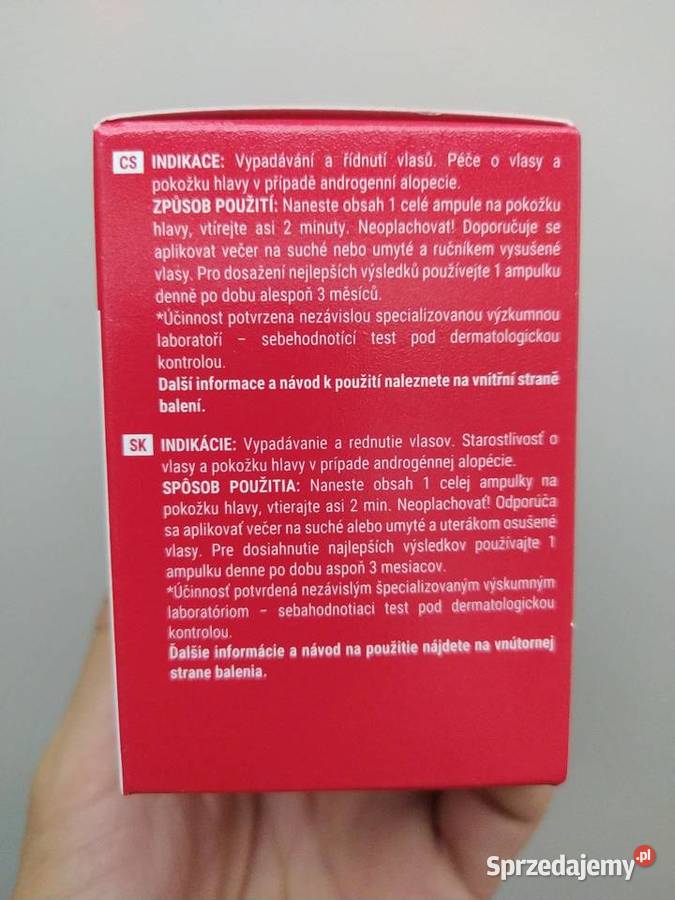 CS INDIKACE: Vypadávání a řídnutí vlasů. Péče o vlasy a
pokožku hlavy v případě androgenní alopecie.
ZPŮSOB POUŽITÍ: Naneste obsah 1 celé ampule na pokožku
hlavy, vtírejte asi 2 minuty. Neoplachovat! Doporučuje se
aplikovat večer na suché nebo umyté a ručníkem vysušené
vlasy. Pro dosažení nejlepších výsledků používejte 1 ampulku
denně po dobu alespoň 3 měsíců.
*Účinnost potvrzena nezávislou specializovanou výzkumnou
laboratoří – sebehodnotící test pod dermatologickou
kontrolou.
Další informace a návod k použití naleznete na vnitřní straně
balení.
SK INDIKÁCIE: Vypadávanie a rednutie vlasov. Starostlivosť o
vlasy a pokožku hlavy v prípade androgénnej alopécie.
SPÔSOB POUŽITIA: Naneste obsah 1 celej ampulky na
pokožku hlavy, vtierajte asi 2 min. Neoplachovať! Odporúča
sa aplikovať večer na suché alebo umyté a uterákom osušené
vlasy. Pre dosiahnutie najlepších výsledkov používajte 1
ampulku denne po dobu aspoň 3 mesiacov.
*Účinnosť potvrdená nezávislým špecializovaným výskumným
laboratóriom – sebahodnotiaci test pod dermatologickou
kontrolou.
Ďalšie informácie a návod na použitie nájdete na vnútornej
strane balenia.
Sprzedajemy.pl